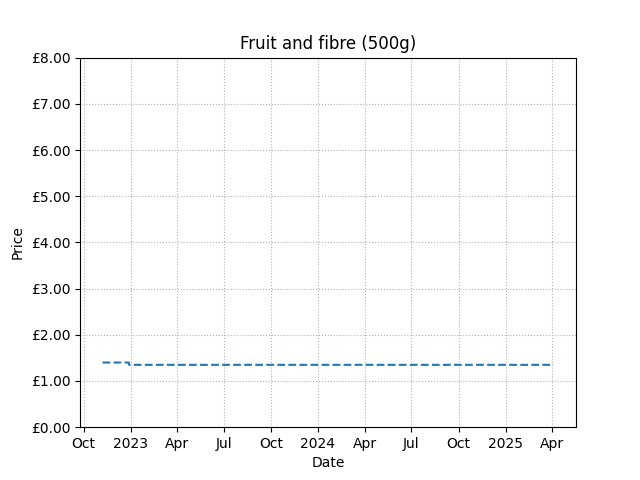 Fruit and fibre (500g)
£8.00
£7.00
£6.00
£5.00
£4.00
£3.00
£2.00
£1.00
£0.00
Price
Oct 2023 Apr Jul Oct 2024 Apr Jul Oct 2025 Apr
Date